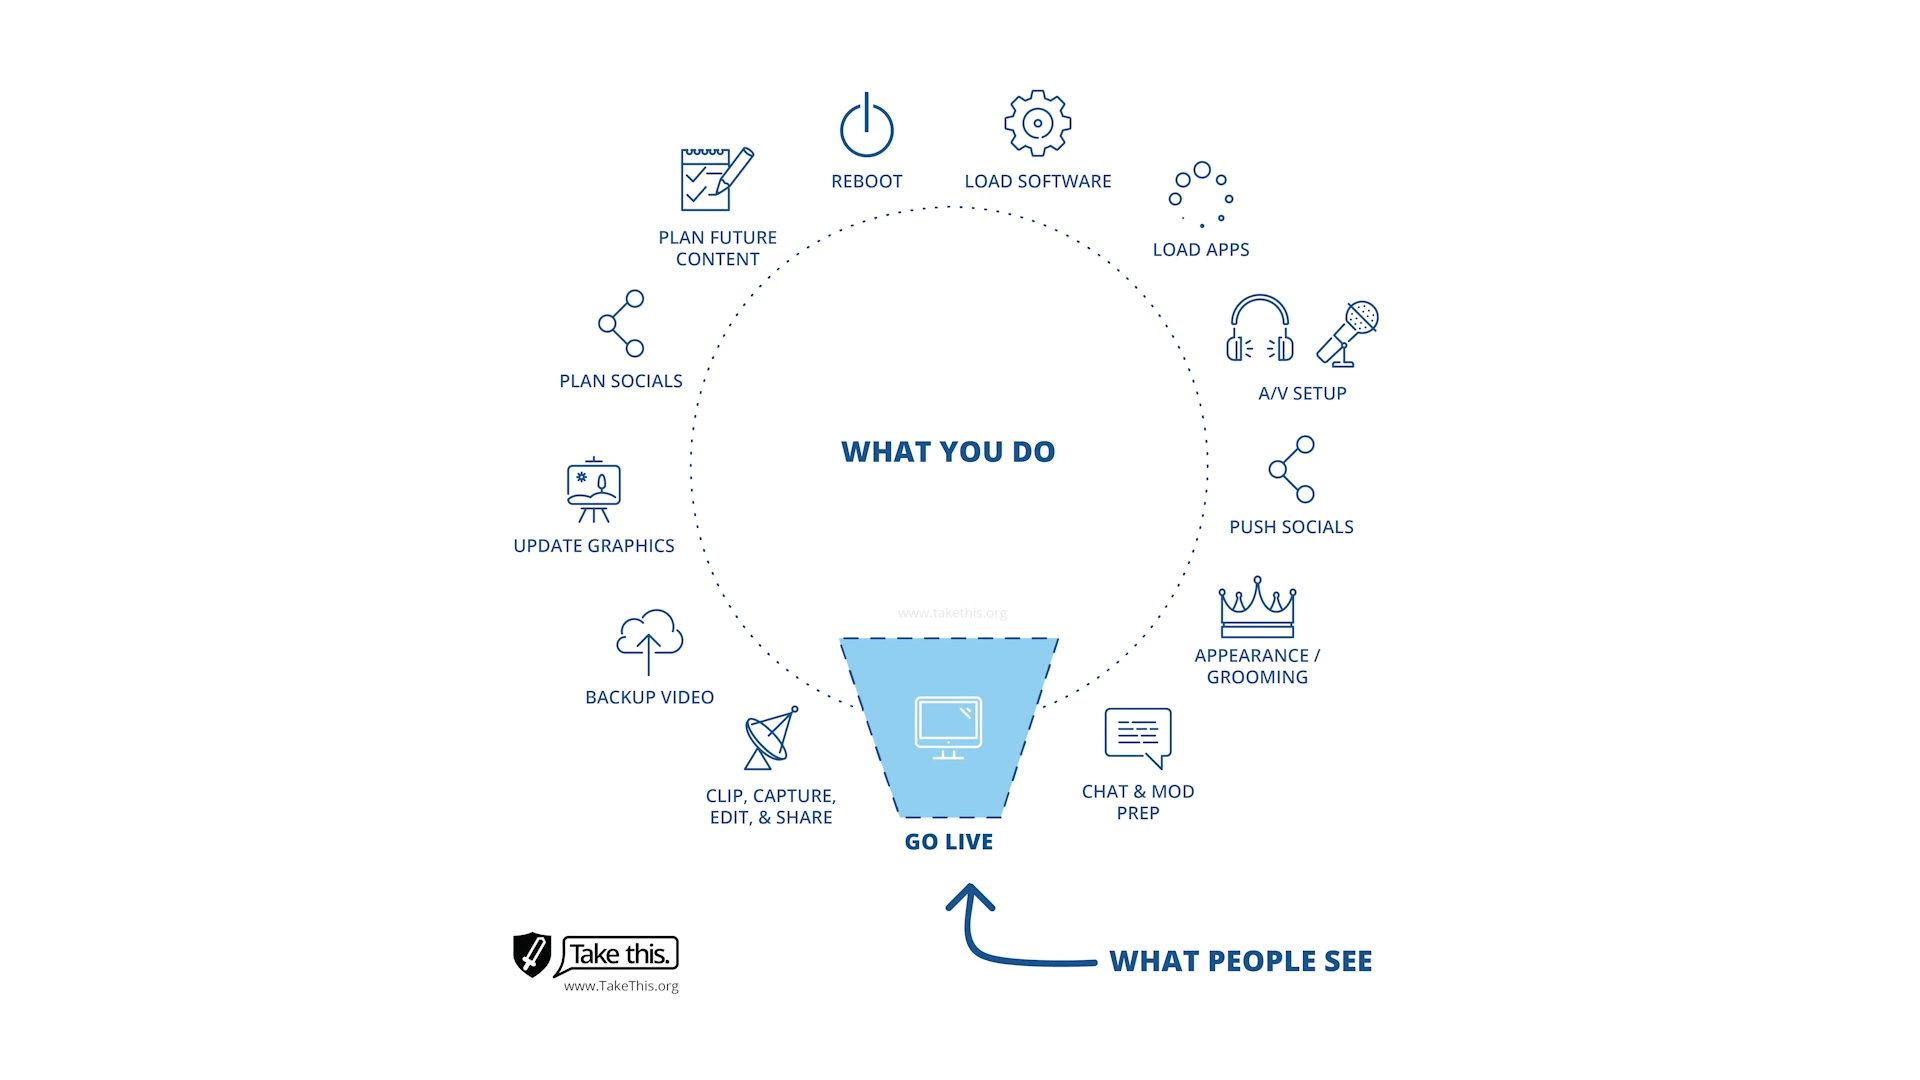 REBOOT
LOAD SOFTWARE
LOAD APPS
A/V SETUP
PUSH SOCIALS
APPEARANCE /
GROOMING
CHAT & MOD
PREP
GO LIVE
CLIP, CAPTURE,
EDIT, & SHARE
BACKUP VIDEO
UPDATE GRAPHICS
PLAN SOCIALS
PLAN FUTURE
CONTENT
WHAT YOU DO
www.takethis.org
WHAT PEOPLE SEE
Take this.
www.TakeThis.org